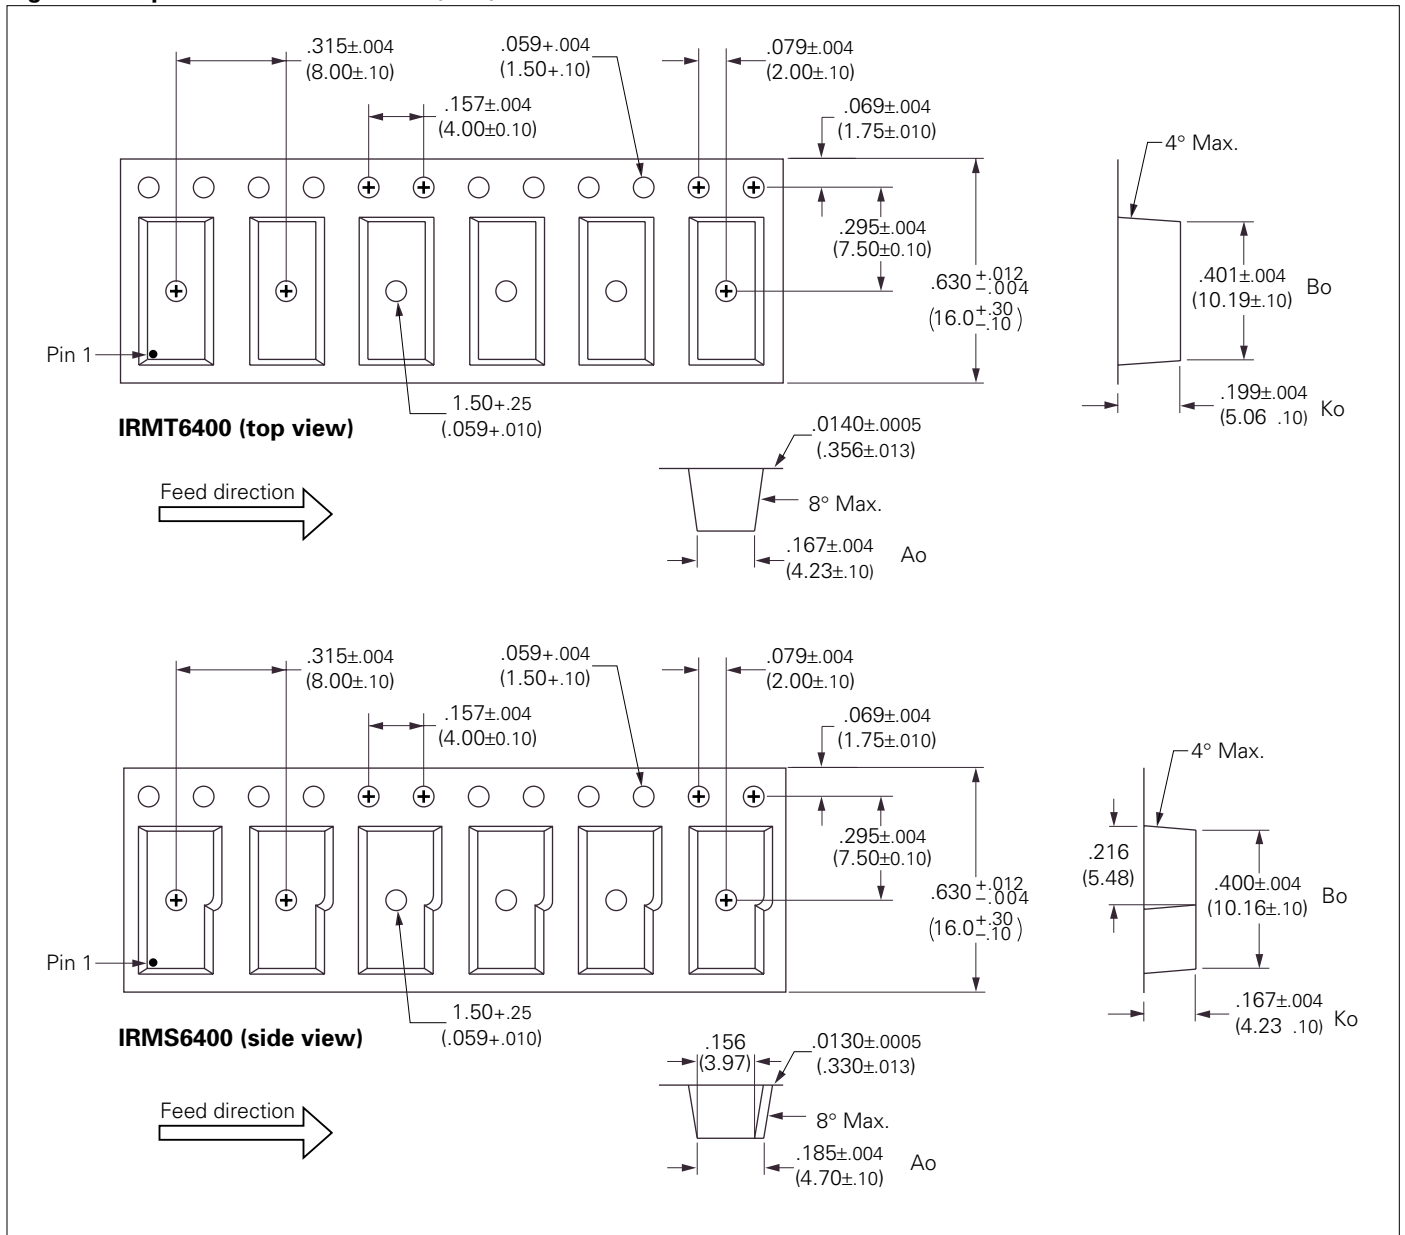 .315±.004
(8.00±.10)
.059+.004
(1.50+.10)
.079±.004
(2.00±.10)
.157±.004
(4.00±0.10)
.069±.004
(1.75±.010)
4° Max.
.295±.004
(7.50±0.10)
.630 +.012 –.004
(16.0 +.30 –.10 )
.401±.004
(10.19±.10) Bo
Pin 1
.199±.004
(5.06 .10) Ko
1.50+.25
(.059+.010)
IRMT6400 (top view)
.0140±.0005
(.356±.013)
Feed direction
8° Max.
.167±.004
(4.23±.10) Ao
.315±.004
(8.00±.10)
.059+.004
(1.50+.10)
.079±.004
(2.00±.10)
.157±.004
(4.00±0.10)
.069±.004
(1.75±.010)
4° Max.
.295±.004
(7.50±0.10)
.216
(5.48)
.630 +.012 –.004
(16.0 +.30 –.10 )
.400±.004
(10.16±.10) Bo
Pin 1
.167±.004
(4.23 .10) Ko
1.50+.25
(.059+.010)
IRMS6400 (side view)
.156
(3.97)
.0130±.0005
(.330±.013)
Feed direction
8° Max.
.185±.004
(4.70±.10) Ao